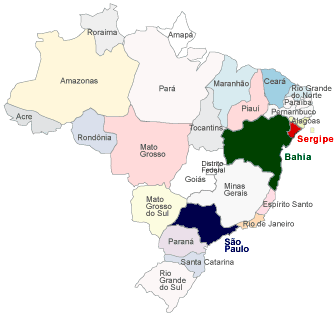 Roraima
Amapá
Amazonas
Pará
Maranhão
Ceará
Rio Grande
do Norte
Paraíba
Pernambuco
Alagoas
Sergipe
Piauí
Acre
Rondônia
Tocantins
Mato
Grosso
Bahia
Distrito
Federal
Goiás
Minas
Gerais
Mato
Grosso
do Sul
Espírito Santo
Rio de Janeiro
São
Paulo
Paraná
Santa Catarina
Rio
Grande
do Sul